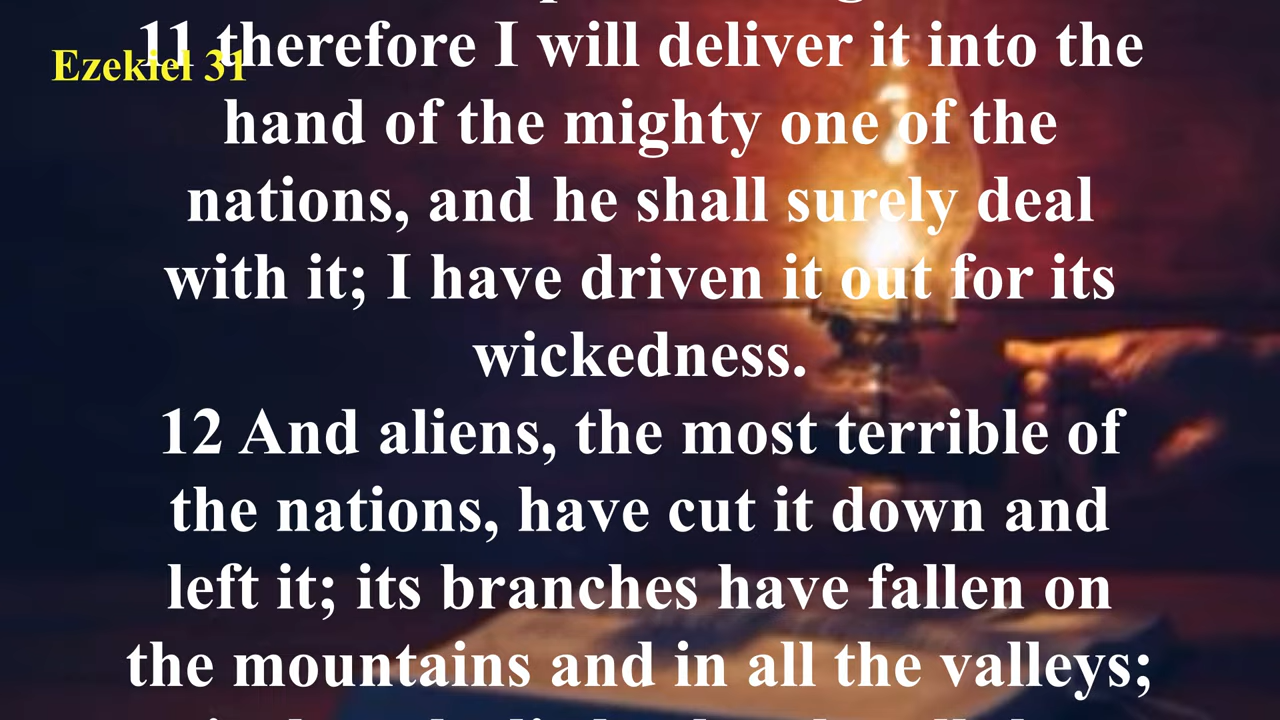 Ezekiel 31
11 therefore I will deliver it into the
hand of the mighty one of the
nations, and he shall surely deal
with it; I have driven it out for its
wickedness.
12 And aliens, the most terrible of
the nations, have cut it down and
left it; its branches have fallen on
the mountains and in all the valleys;